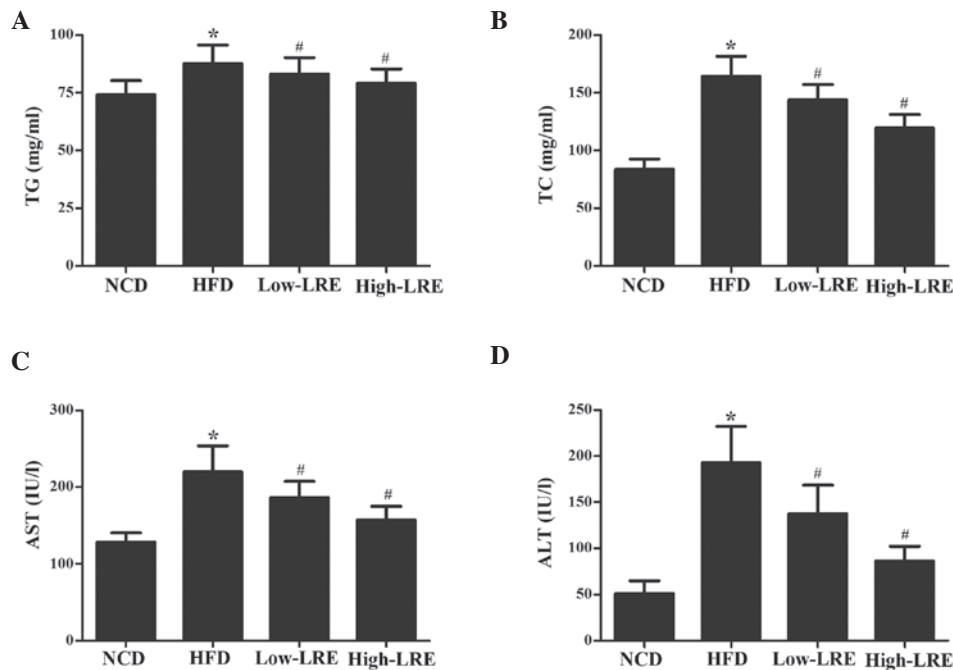 A
TG (mg/ml)
100
75
50
25
0
*
#
#
NCD HFD Low-LRE High-LRE
B
TC (mg/ml)
200
150
100
50
0
*
#
#
NCD HFD Low-LRE High-LRE
C
AST (IU/l)
300
200
100
0
*
#
#
NCD HFD Low-LRE High-LRE
D
ALT (IU/l)
250
200
150
100
50
0
*
#
#
NCD HFD Low-LRE High-LRE